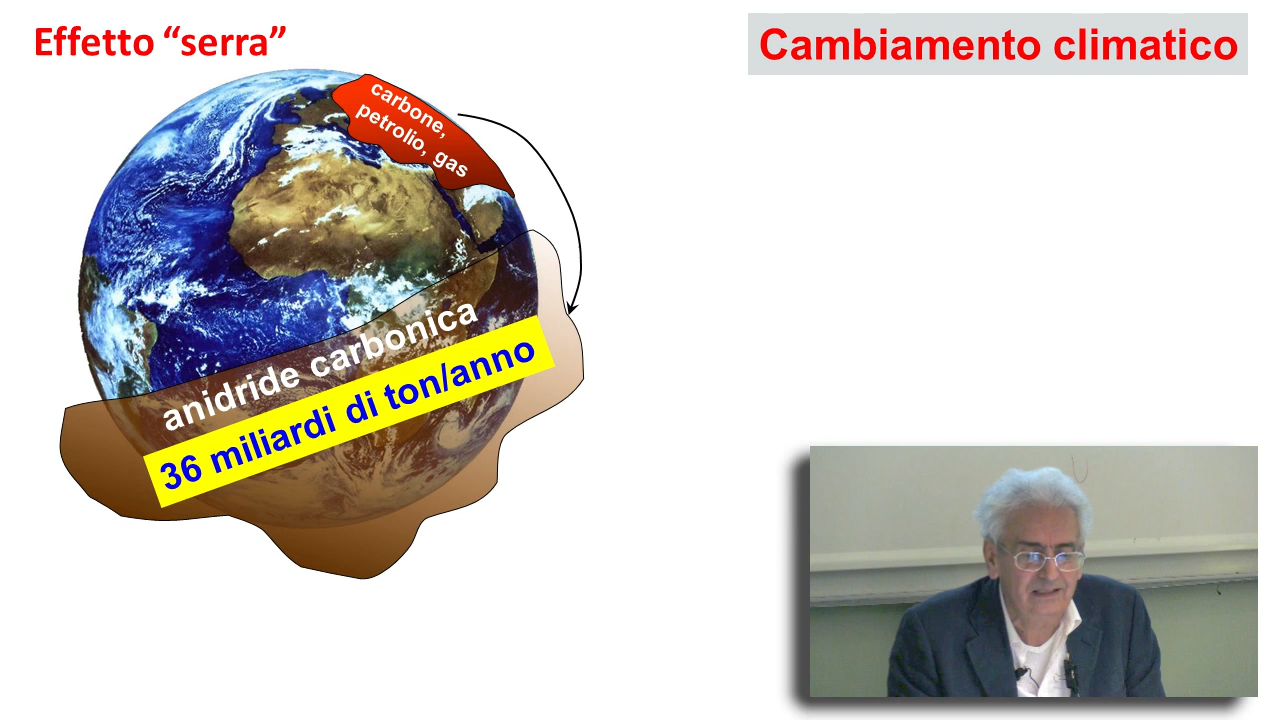 Effetto “serra”
Cambiamento climatico
carbone,
petrolio, gas
anidride carbonica
36 miliardi di ton/anno